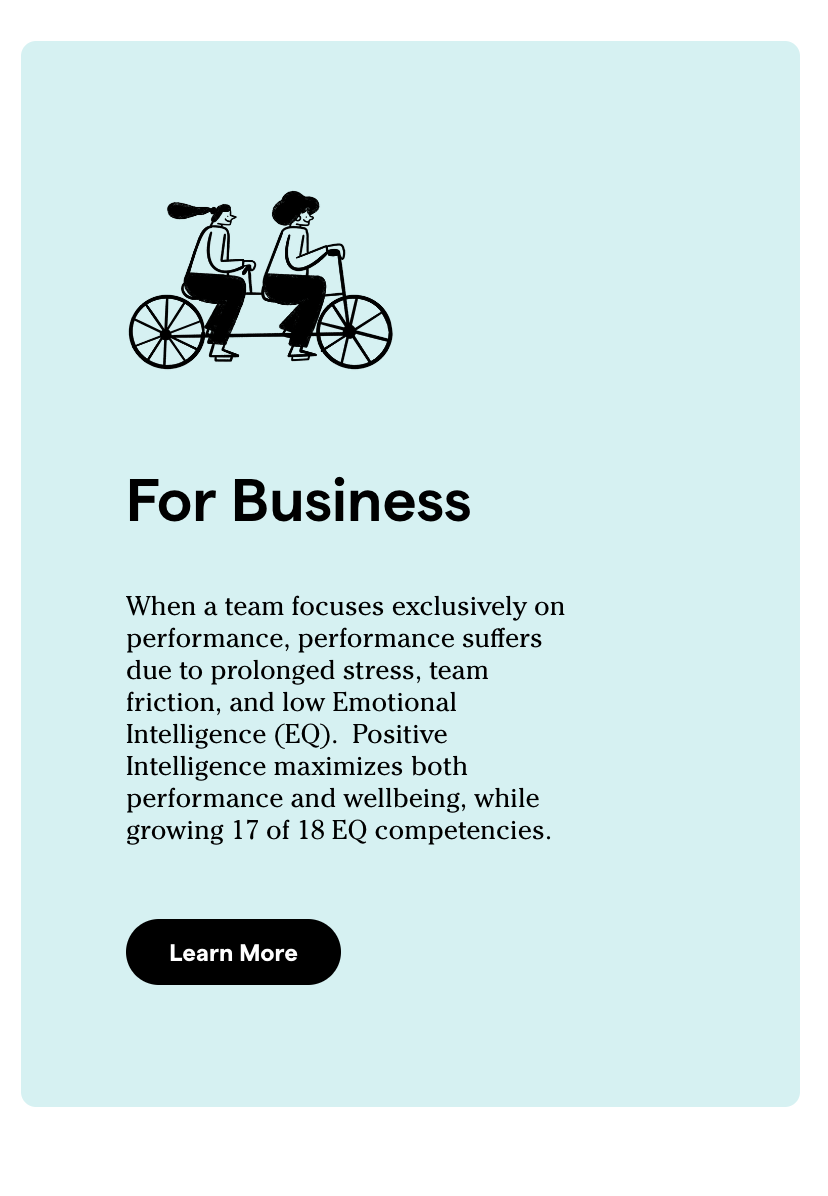 For Business
When a team focuses exclusively on
performance, performance suffers
due to prolonged stress, team
friction, and low Emotional
Intelligence (EQ).  Positive
Intelligence maximizes both
performance and wellbeing, while
growing 17 of 18 EQ competencies.
Learn More